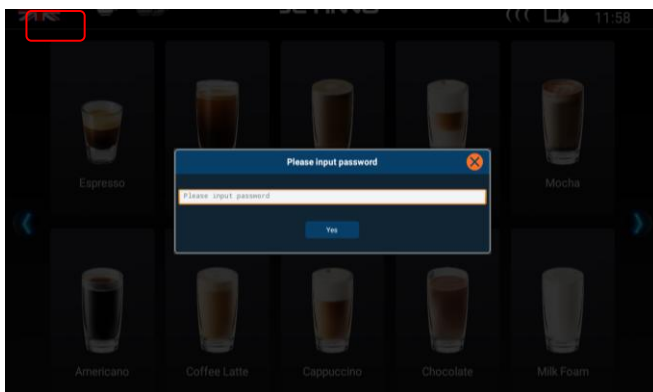 11:58
Please input password
Please input password
Yes
Espresso
Mocha
Americano
Coffee Latte
Cappuccino
Chocolate
Milk Foam